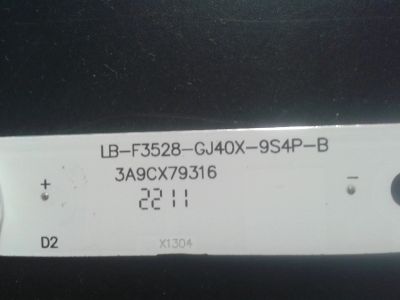 LB-F3528-GJ40X-9S4P-B
3A9CX79316
+ -
2211
D2 X1304